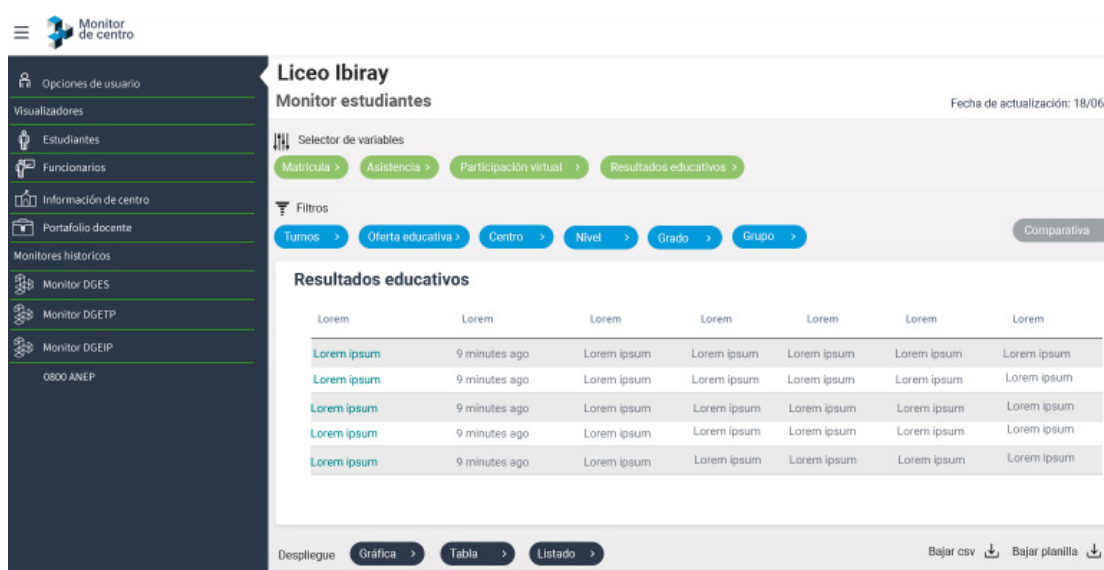 Monitor
de centro
Opciones de usuario
Visualizadores
Estudiantes
Funcionarios
Información de centro
Portafolio docente
Monitores historicos
Monitor DGES
Monitor DGETP
Monitor DGEIP
0800 ANEP
Liceo Ibiray
Monitor estudiantes
Fecha de actualización: 18/06
Selector de variables
Matrícula > Asistencia > Participación virtual > Resultados educativos >
Filtros
Turnos > Oferta educativa > Centro > Nivel > Grado > Grupo >
Comparativa
Resultados educativos
Lorem Lorem Lorem Lorem Lorem Lorem Lorem
Lorem ipsum 9 minutes ago Lorem ipsum Lorem ipsum Lorem ipsum Lorem ipsum Lorem ipsum
Lorem ipsum 9 minutes ago Lorem ipsum Lorem ipsum Lorem ipsum Lorem ipsum Lorem ipsum
Lorem ipsum 9 minutes ago Lorem ipsum Lorem ipsum Lorem ipsum Lorem ipsum Lorem ipsum
Lorem ipsum 9 minutes ago Lorem ipsum Lorem ipsum Lorem ipsum Lorem ipsum Lorem ipsum
Lorem ipsum 9 minutes ago Lorem ipsum Lorem ipsum Lorem ipsum Lorem ipsum Lorem ipsum
Despliegue Gráfica > Tabla > Listado >
Bajar csv Bajar planilla